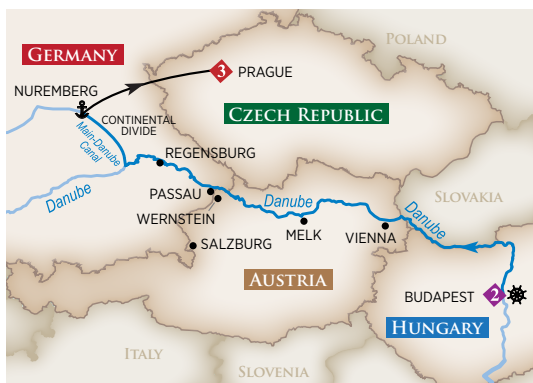 POLAND
GERMANY
3
PRAGUE
NUREMBERG
CONTINENTAL
DIVIDE
CZECH REPUBLIC
Main-Danube
Canal
REGENSBURG
Danube
PASSAU
WERNSTEIN
Danube
SLOVAKIA
Danube
MELK
VIENNA
SALZBURG
AUSTRIA
BUDAPEST
2
HUNGARY
ITALY
SLOVENIA